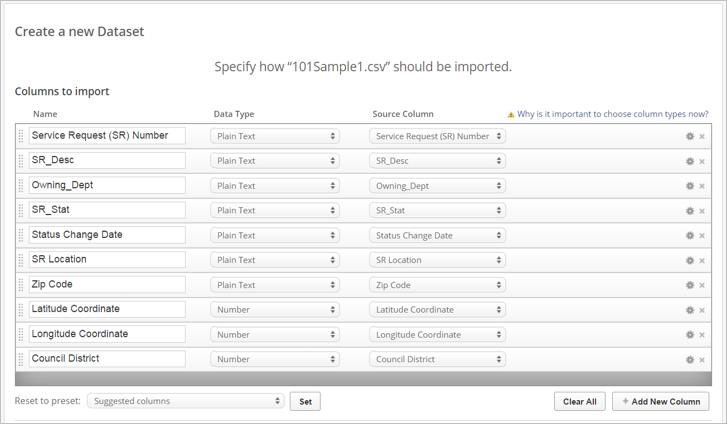 Create a new Dataset
Specify how “101Sample1.csv” should be imported.
Columns to import
Name Data Type Source Column Why is it important to choose column types now?
Service Request (SR) Number Plain Text Service Request (SR) Number
SR_Desc Plain Text SR_Desc
Owning_Dept Plain Text Owning_Dept
SR_Stat Plain Text SR_Stat
Status Change Date Plain Text Status Change Date
SR Location Plain Text SR Location
Zip Code Plain Text Zip Code
Latitude Coordinate Number Latitude Coordinate
Longitude Coordinate Number Longitude Coordinate
Council District Number Council District
Reset to preset: Suggested columns Set Clear All + Add New Column